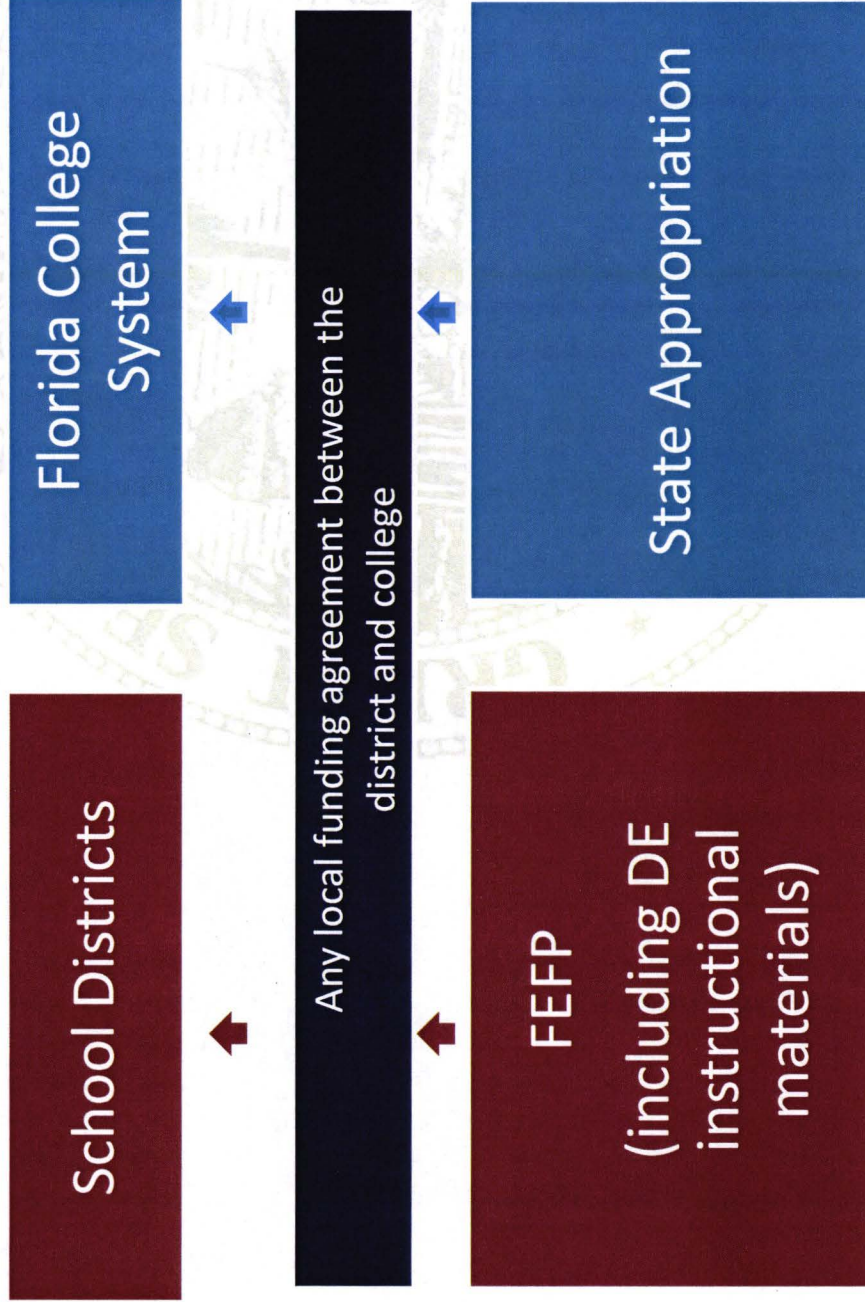 School Districts
Florida College
System
Any local funding agreement between the
district and college
FEFP
(including DE
instructional
materials)
State Appropriation